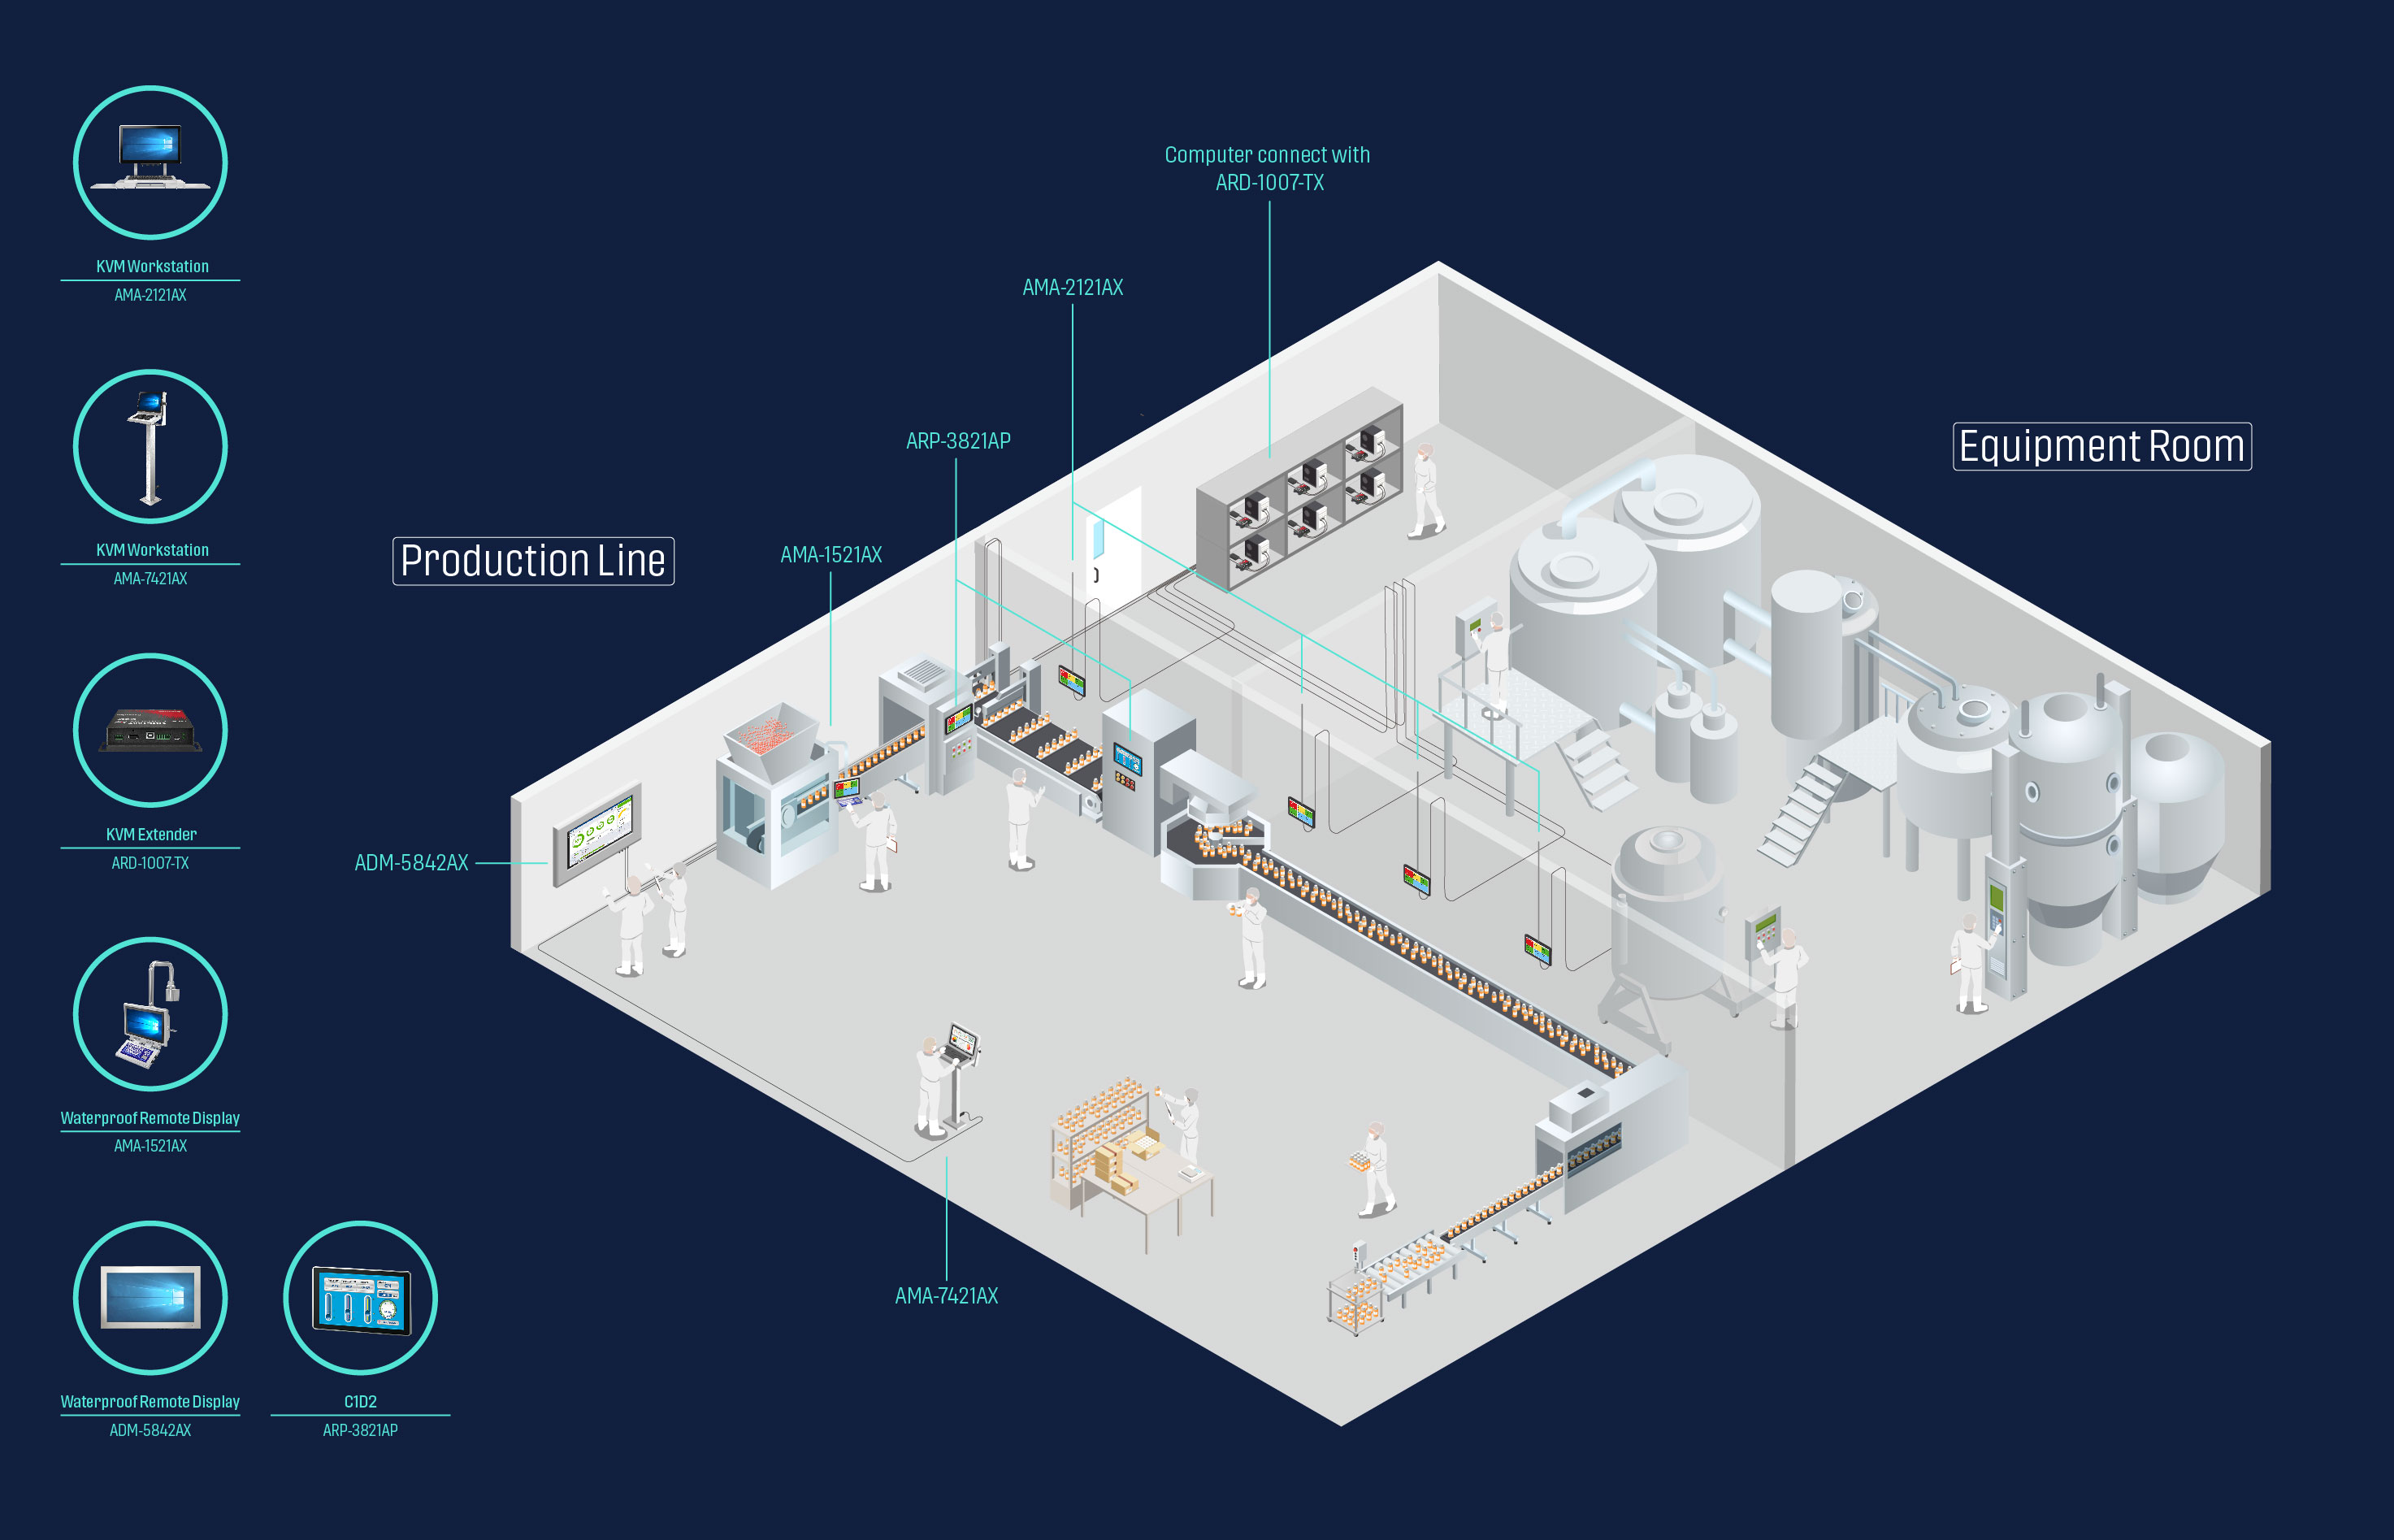 KVM Workstation
AMA-2121AX
KVM Workstation
AMA-7421AX
KVM Extender
ARD-1007-TX
Waterproof Remote Display
AMA-1521AX
Waterproof Remote Display
ADM-5842AX
C1D2
ARP-3821AP
Computer connect with
ARD-1007-TX
AMA-2121AX
ARP-3821AP
AMA-1521AX
Production Line
Equipment Room
ADM-5842AX
AMA-7421AX